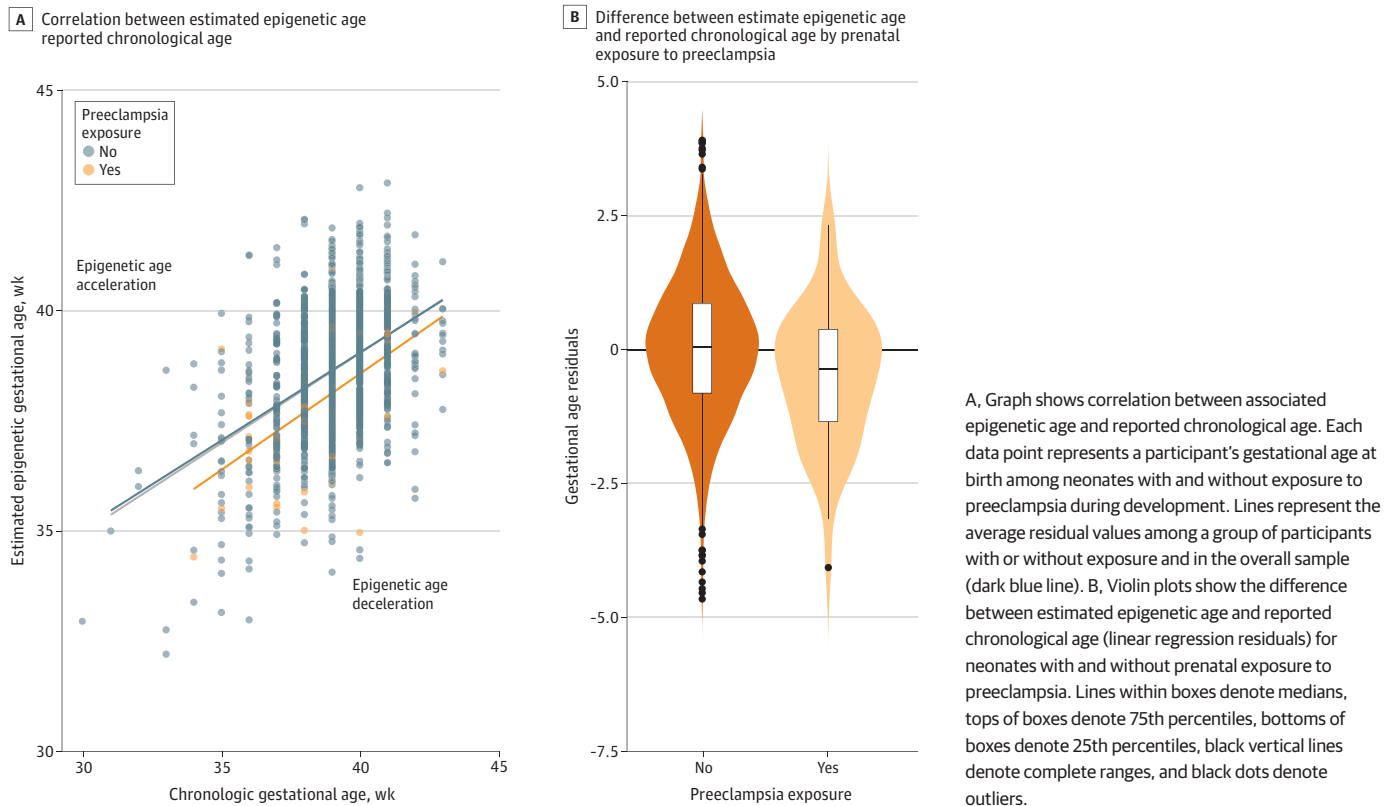 A Correlation between estimated epigenetic age
reported chronological age
45
40
35
30
Estimated epigenetic gestational age, wk
Preeclampsia
exposure
No
Yes
Epigenetic age
acceleration
Epigenetic age
deceleration
30
35
40
45
Chronologic gestational age, wk
B Difference between estimate epigenetic age
and reported chronological age by prenatal
exposure to preeclampsia
5.0
2.5
0
-2.5
-5.0
-7.5
Gestational age residuals
No
Yes
Preeclampsia exposure
A, Graph shows correlation between associated
epigenetic age and reported chronological age. Each
data point represents a participant's gestational age at
birth among neonates with and without exposure to
preeclampsia during development. Lines represent the
average residual values among a group of participants
with or without exposure and in the overall sample
(dark blue line). B, Violin plots show the difference
between estimated epigenetic age and reported
chronological age (linear regression residuals) for
neonates with and without prenatal exposure to
preeclampsia. Lines within boxes denote medians,
tops of boxes denote 75th percentiles, bottoms of
boxes denote 25th percentiles, black vertical lines
denote complete ranges, and black dots denote
outliers.